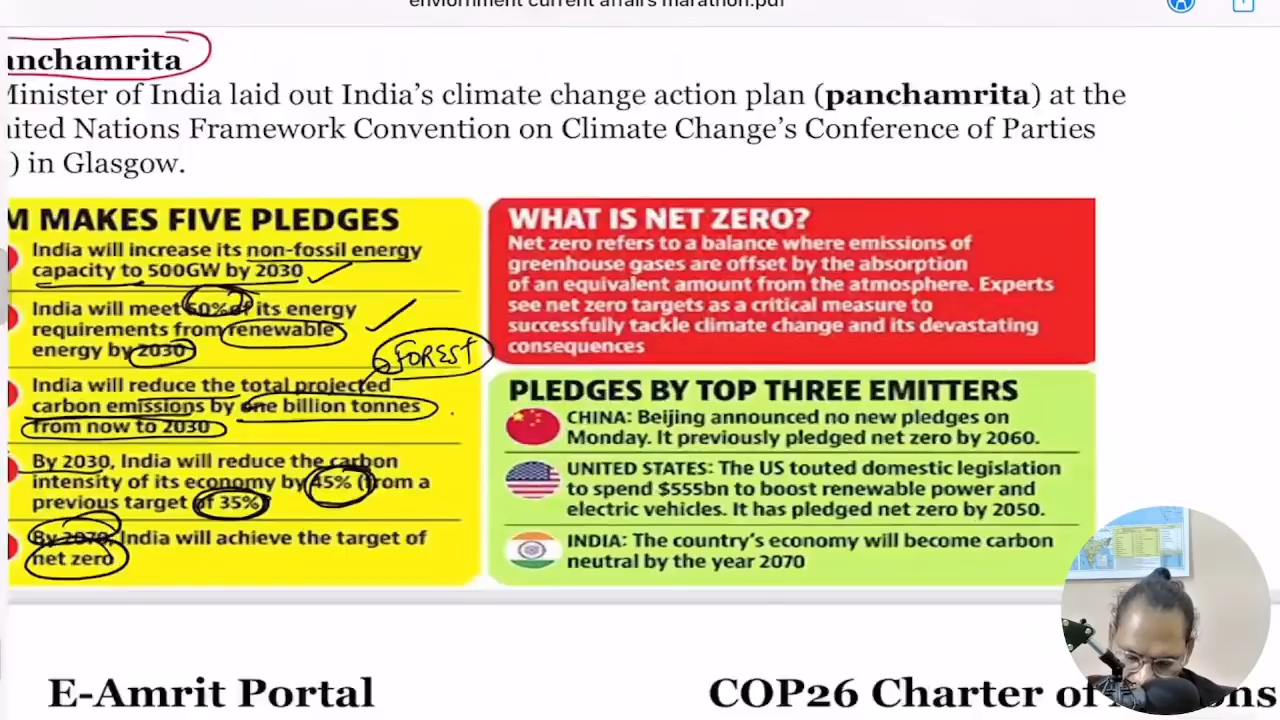 enviornment current affairs marathon.pdf
anchamrita
Minister of India laid out India's climate change action plan (panchamrita) at the
nited Nations Framework Convention on Climate Change's Conference of Parties
) in Glasgow.
M MAKES FIVE PLEDGES
India will increase its non-fossil energy
capacity to 500GW by 2030
India will meet 50% of its energy
requirements from renewable
energy by 2030
FOREST
India will reduce the total projected
carbon emissions by one billion tonnes
from now to 2030
By 2030, India will reduce the carbon
intensity of its economy by 45% (from a
previous target of 35%)
By 2070, India will achieve the target of
net zero
WHAT IS NET ZERO?
Net zero refers to a balance where emissions of
greenhouse gases are offset by the absorption
of an equivalent amount from the atmosphere. Experts
see net zero targets as a critical measure to
successfully tackle climate change and its devastating
consequences
PLEDGES BY TOP THREE EMITTERS
CHINA: Beijing announced no new pledges on
Monday. It previously pledged net zero by 2060.
UNITED STATES: The US touted domestic legislation
to spend $555bn to boost renewable power and
electric vehicles. It has pledged net zero by 2050.
INDIA: The country's economy will become carbon
neutral by the year 2070
E-Amrit Portal
COP26 Charter of